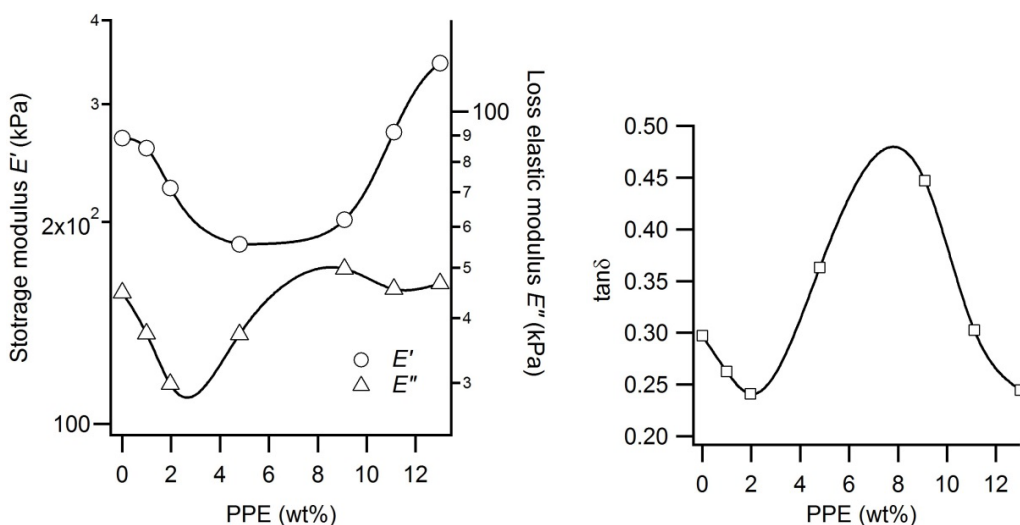 4
3
2x10²
100
Stotrage modulus E' (kPa)
0 2 4 6 8 10 12
PPE (wt%)
E'
E"
100
9
8
7
6
5
4
3
Loss elastic modulus E" (kPa)
0.50
0.45
0.40
0.35
0.30
0.25
0.20
tanδ
0 2 4 6 8 10 12
PPE (wt%)